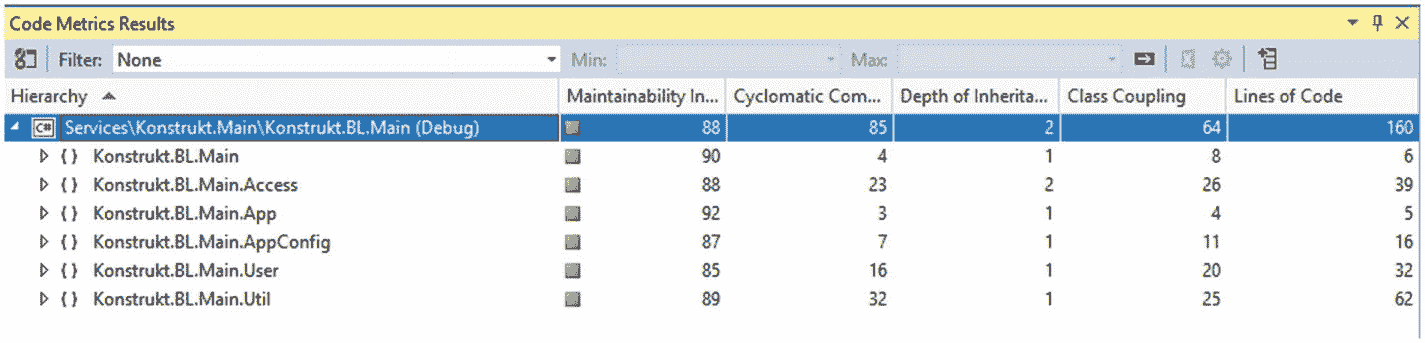 Code Metrics Results
Filter: None Min: Max:
Hierarchy Maintainability In... Cyclomatic Com... Depth of Inherita... Class Coupling Lines of Code
C# Services\Konstrukt.Main\Konstrukt.BL.Main (Debug) 88 85 2 64 160
{ } Konstrukt.BL.Main 90 4 1 8 6
{ } Konstrukt.BL.Main.Access 88 23 2 26 39
{ } Konstrukt.BL.Main.App 92 3 1 4 5
{ } Konstrukt.BL.Main.AppConfig 87 7 1 11 16
{ } Konstrukt.BL.Main.User 85 16 1 20 32
{ } Konstrukt.BL.Main.Util 89 32 1 25 62